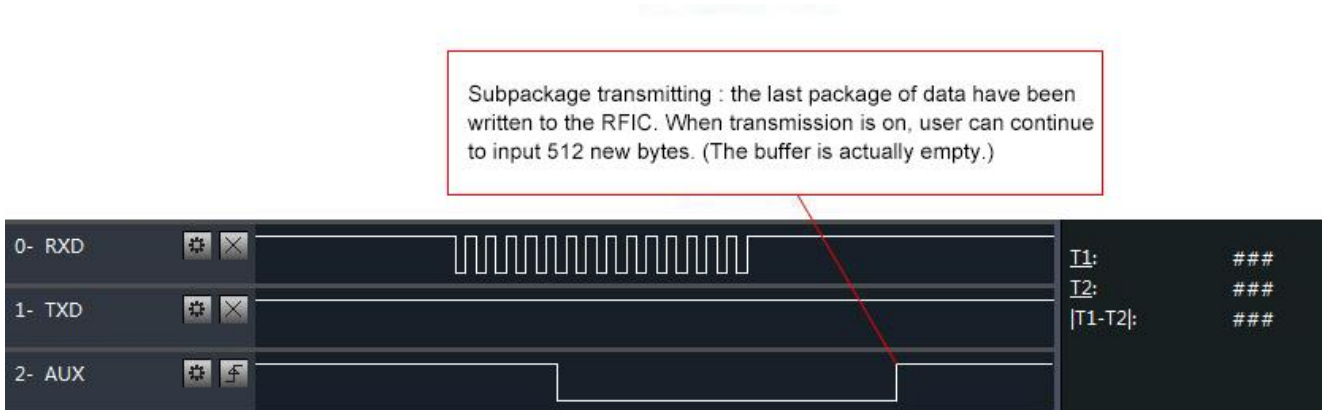 Subpackage transmitting : the last package of data have been
written to the RFIC. When transmission is on, user can continue
to input 512 new bytes. (The buffer is actually empty.)
0- RXD
1- TXD
2- AUX
T1: ###
T2: ###
|T1-T2|: ###